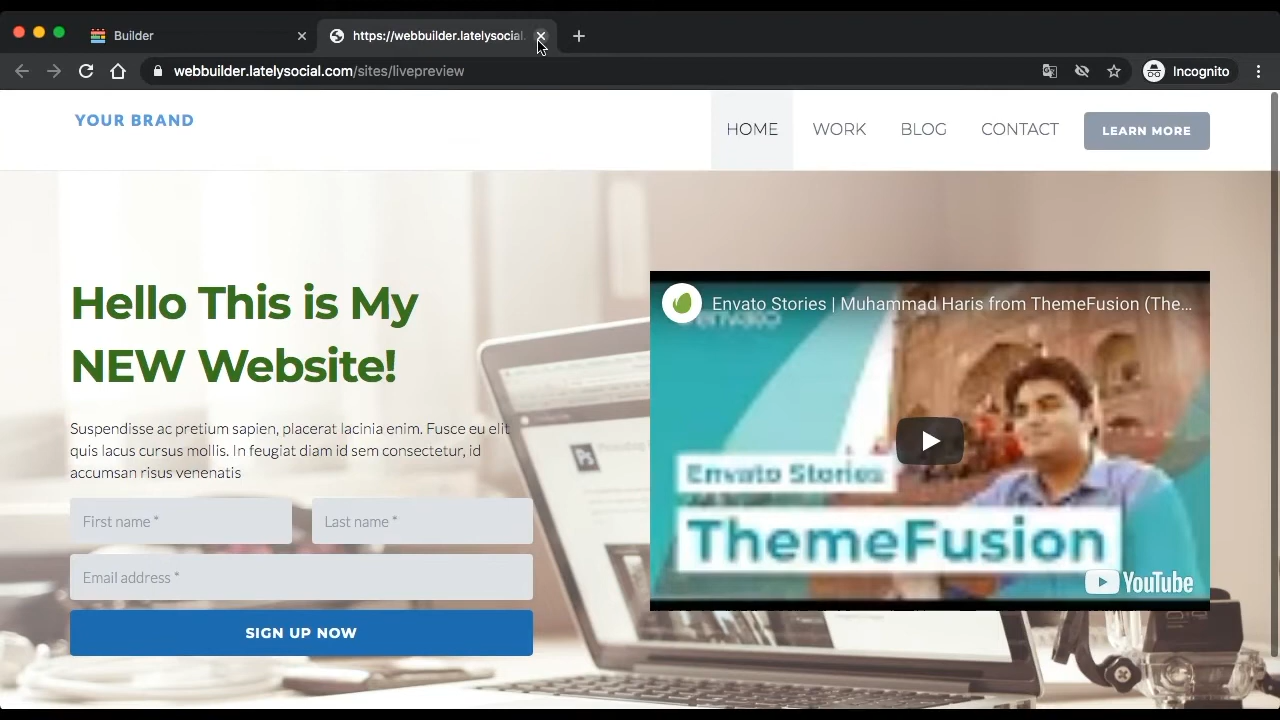 Builder
https://webbuilder.latelysocial.
webbuilder.latelysocial.com/sites/livepreview
Incognito
YOUR BRAND
HOME
WORK
BLOG
CONTACT
LEARN MORE
Hello This is My
NEW Website!
Envato Stories | Muhammad Haris from ThemeFusion (The...
Suspendisse ac pretium sapien, placerat lacinia enim. Fusce eu elit
quis lacus cursus mollis. In feugiat diam id sem consectetur, id
accumsan risus venenatis
First name *
Last name *
Email address *
SIGN UP NOW
Ps
Envato Stories
ThemeFusion
YouTube